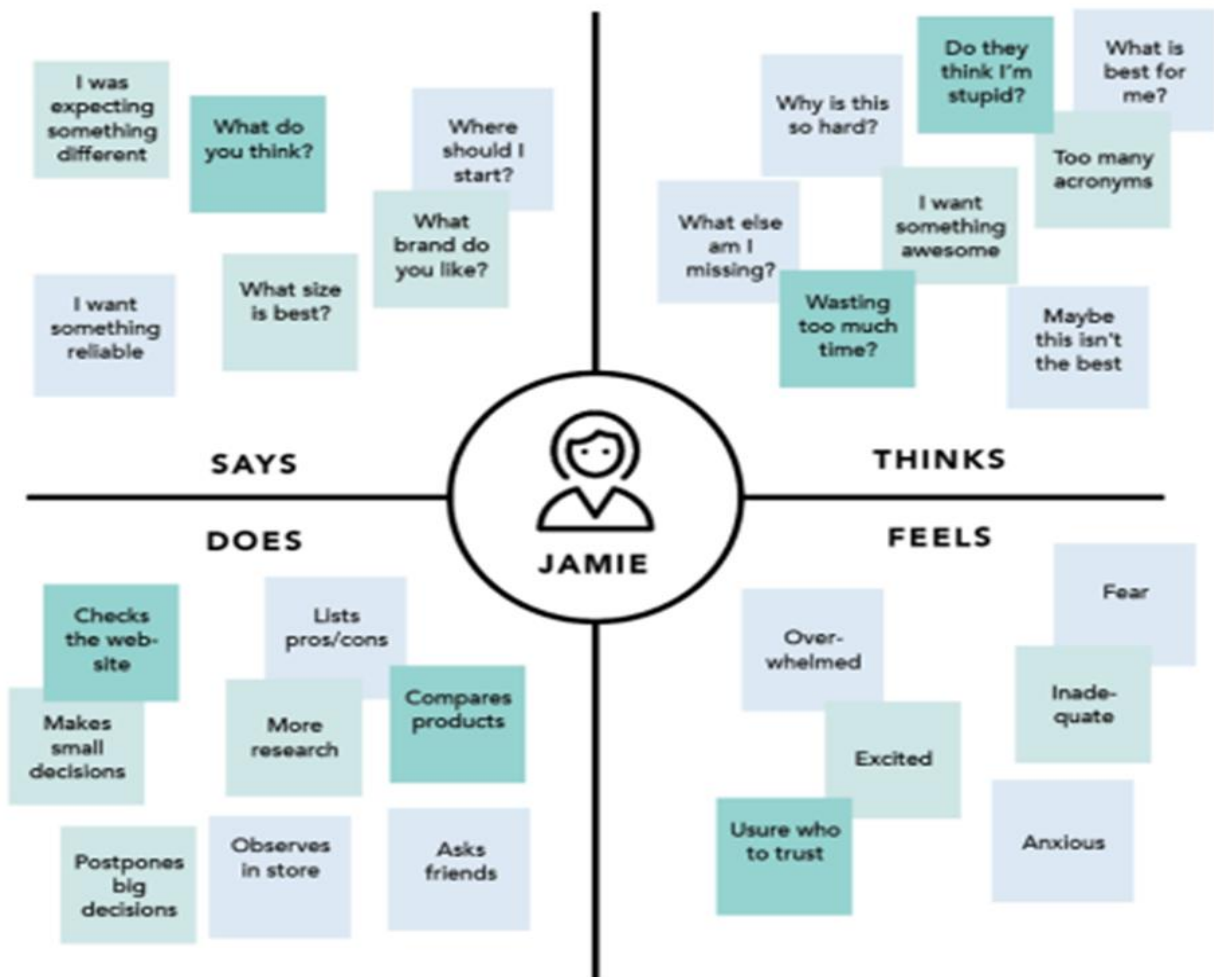 I was
expecting
something
different
What do
you think?
Where
should I
start?
What
brand do
you like?
I want
something
reliable
What size
is best?
SAYS
Why is this
so hard?
Do they
think I'm
stupid?
What is
best for
me?
Too many
acronyms
What else
am I
missing?
I want
something
awesome
Wasting
too much
time?
Maybe
this isn't
the best
THINKS
JAMIE
DOES
Checks
the web-
site
Lists
pros/cons
Makes
small
decisions
More
research
Compares
products
Postpones
big
decisions
Observes
in store
Asks
friends
FEELS
Over-
whelmed
Fear
Inade-
quate
Excited
Usure who
to trust
Anxious